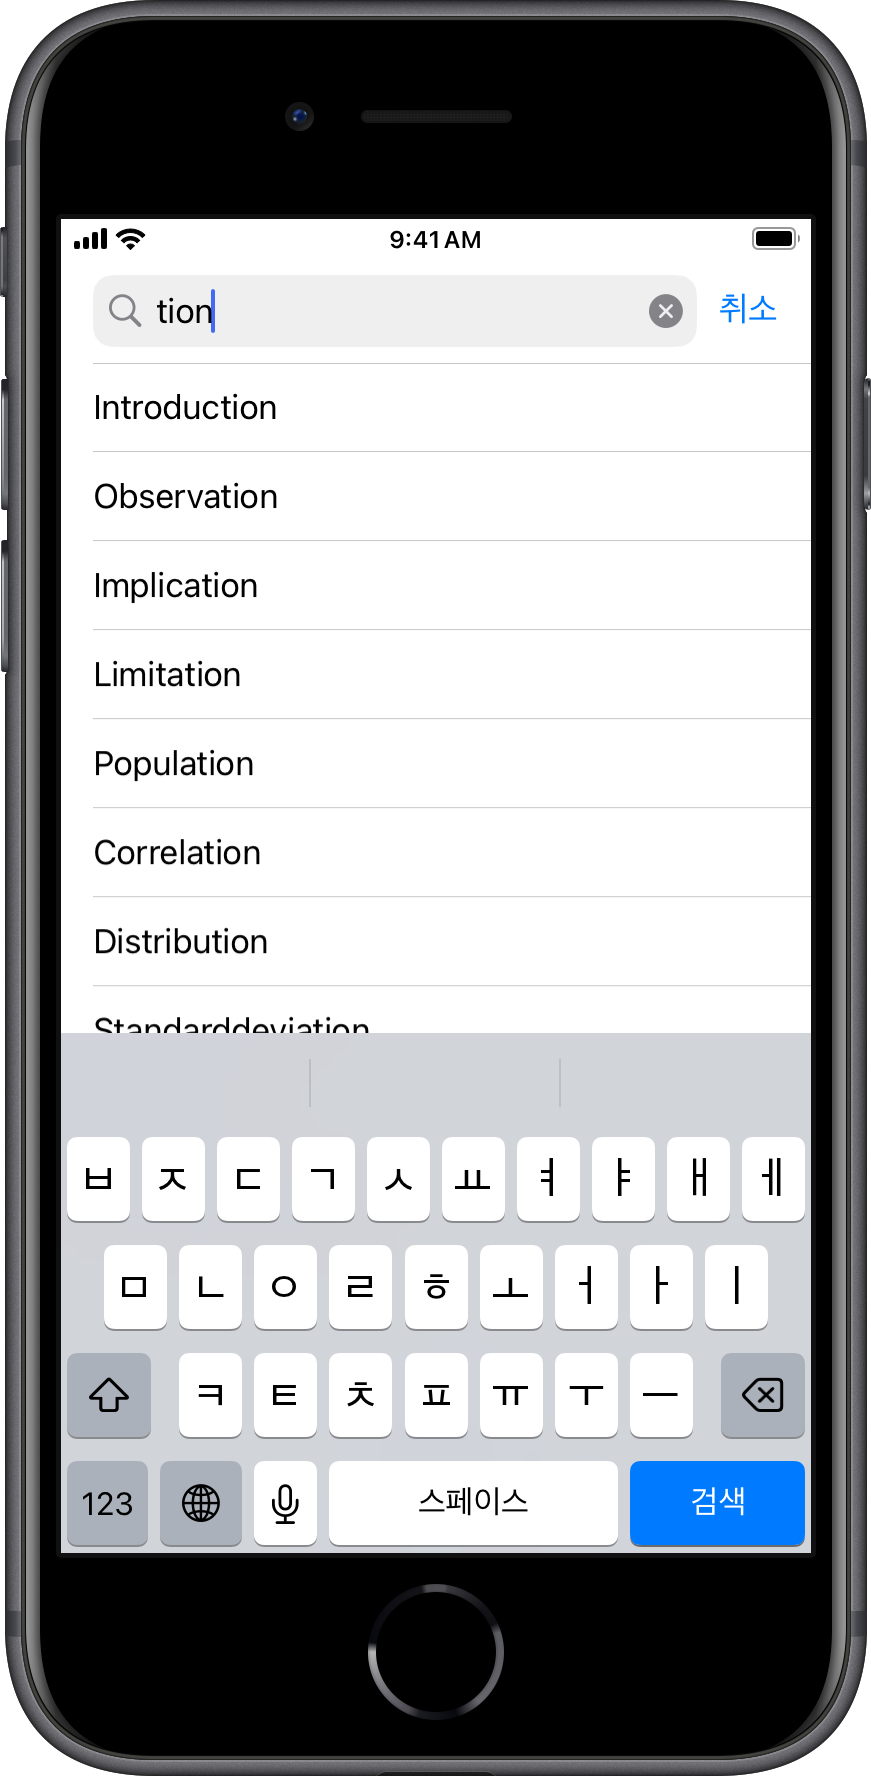 9:41 AM
tion
취소
Introduction
Observation
Implication
Limitation
Population
Correlation
Distribution
Standarddeviation
ㅂ ㅈ ㄷ ㄱ ㅅ ㅛ ㅕ ㅑ ㅐ ㅔ
ㅁ ㄴ ㅇ ㄹ ㅎ ㅗ ㅓ ㅏ ㅣ
ㅋ ㅌ ㅊ ㅍ ㅠ ㅜ ㅡ
123 스페이스 검색